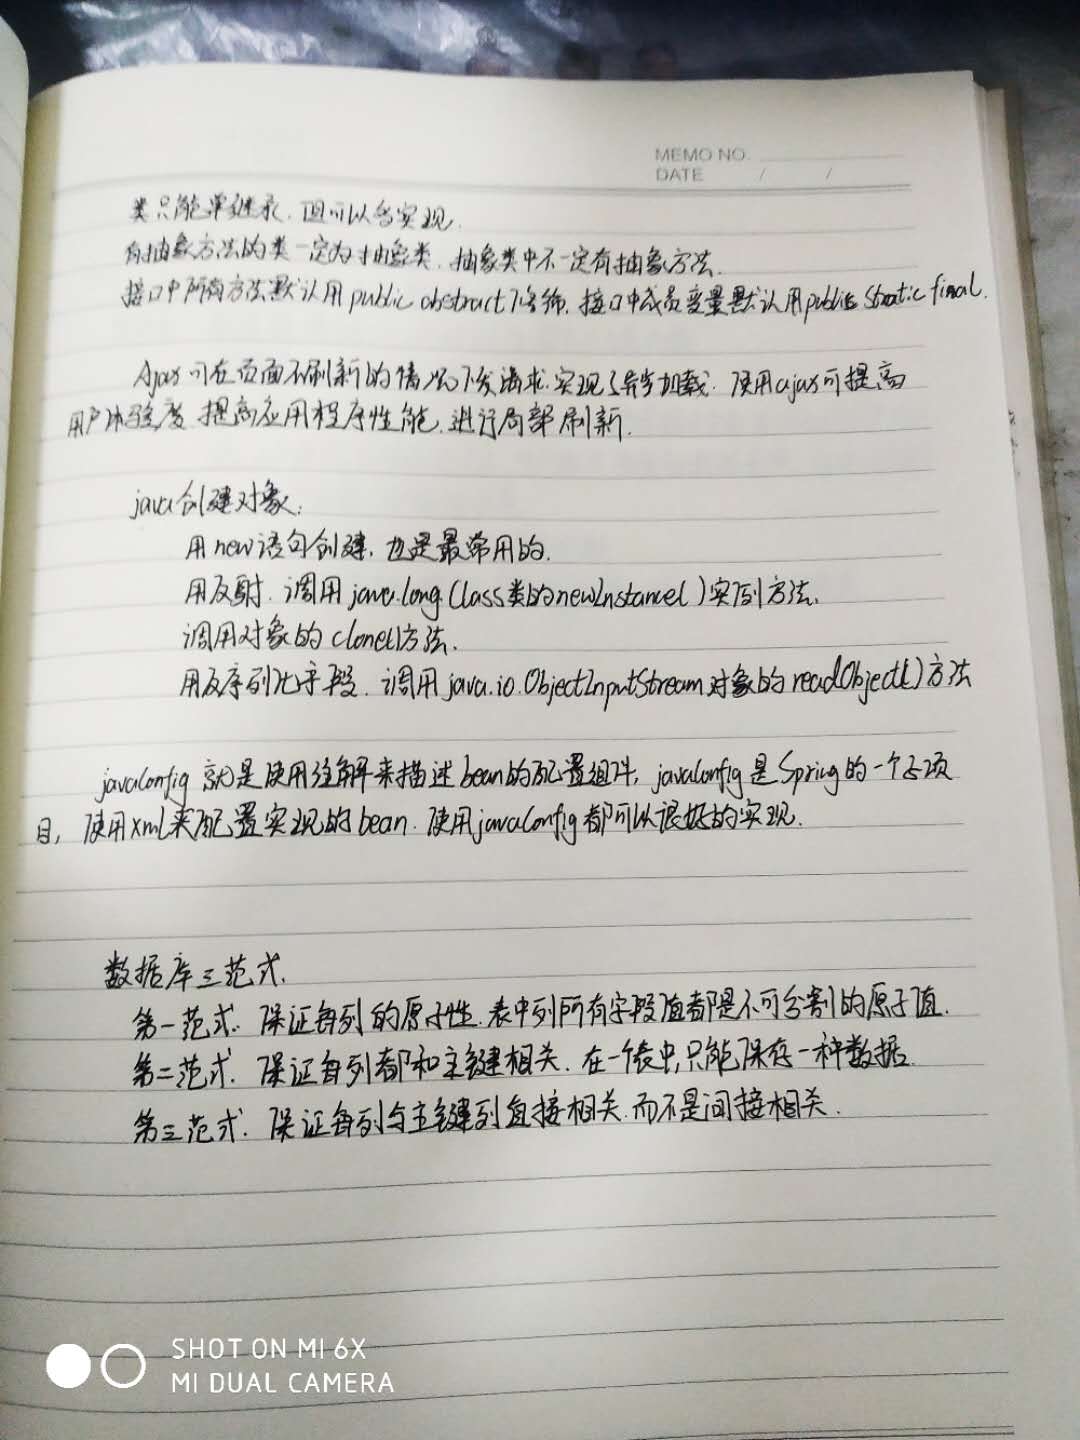 MEMO NO.
DATE / /
类只能单继承，但可以多实现.
有抽象方法的类一定为抽象类，抽象类中不一定有抽象方法.
接口中所有方法默认用public abstract修饰，接口中成员变量默认用public static final.
Ajax可在页面不刷新的情况下发请求，实现了异步加载. 使用ajax可提高
用户体验度，提高应用程序性能，进行局部刷新.
java创建对象:
用new语句创建，也是最常用的.
用反射，调用java.long.Class类的newInstance()实例方法.
调用对象的clone()方法.
用反序列化手段，调用java.io.ObjectInputStream对象的readObject()方法
javaConfig就是使用注解来描述bean的配置组件，javaConfig是Spring的一个子项
目，使用xml来配置实现的bean，使用javaConfig都可以很好的实现.
数据库三范式.
第一范式. 保证每列的原子性，表中列所有字段值都是不可分割的原子值.
第二范式. 保证每列都和主键相关，在一个表中，只能保存一种数据.
第三范式. 保证每列与主键列直接相关，而不是间接相关.
SHOT ON MI 6X
MI DUAL CAMERA